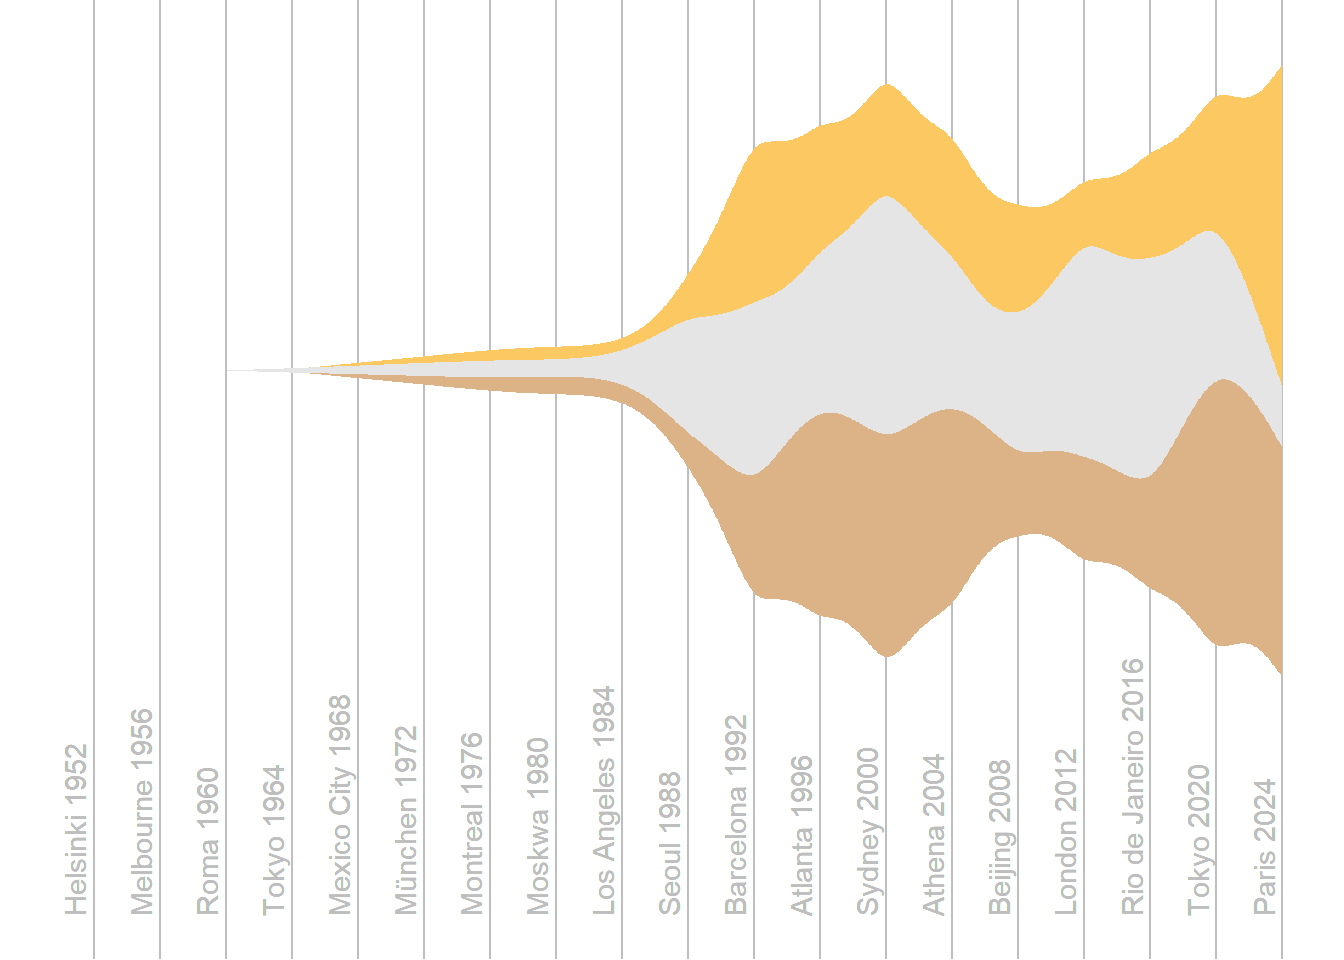 Helsinki 1952
Melbourne 1956
Roma 1960
Tokyo 1964
Mexico City 1968
München 1972
Montreal 1976
Moskwa 1980
Los Angeles 1984
Seoul 1988
Barcelona 1992
Atlanta 1996
Sydney 2000
Athena 2004
Beijing 2008
London 2012
Rio de Janeiro 2016
Tokyo 2020
Paris 2024